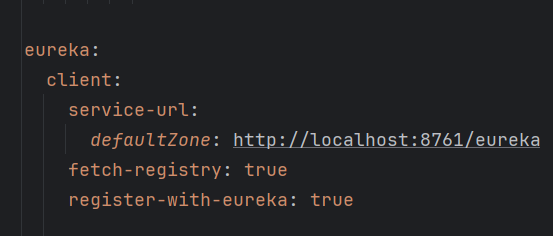 eureka:
  client:
    service-url:
      defaultZone: http://localhost:8761/eureka
    fetch-registry: true
    register-with-eureka: true